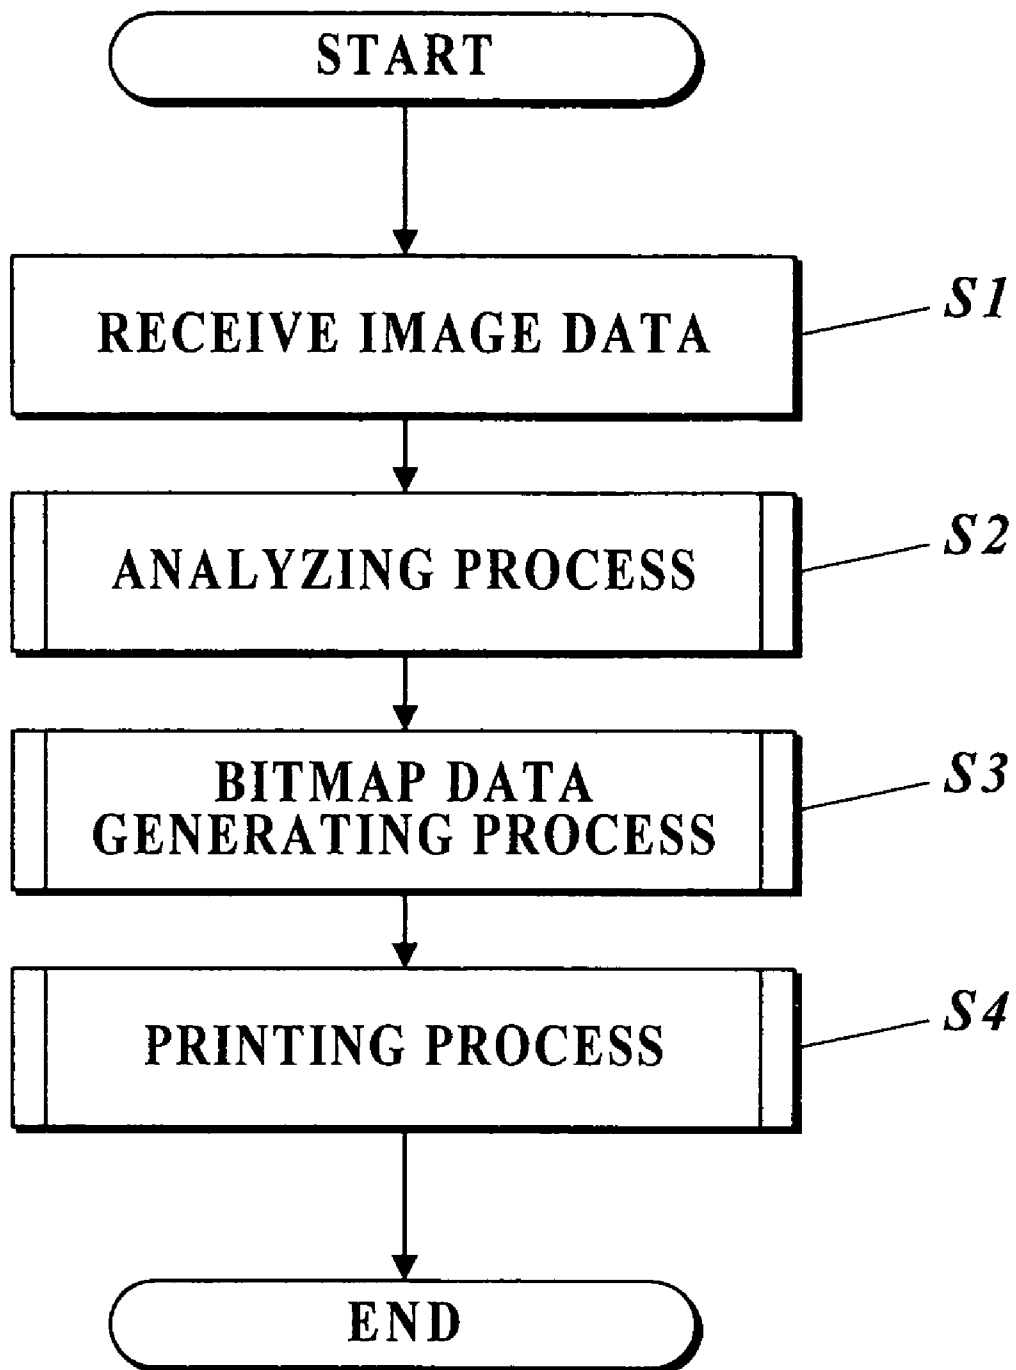 START
RECEIVE IMAGE DATA
S1
ANALYZING PROCESS
S2
BITMAP DATA
GENERATING PROCESS
S3
PRINTING PROCESS
S4
END